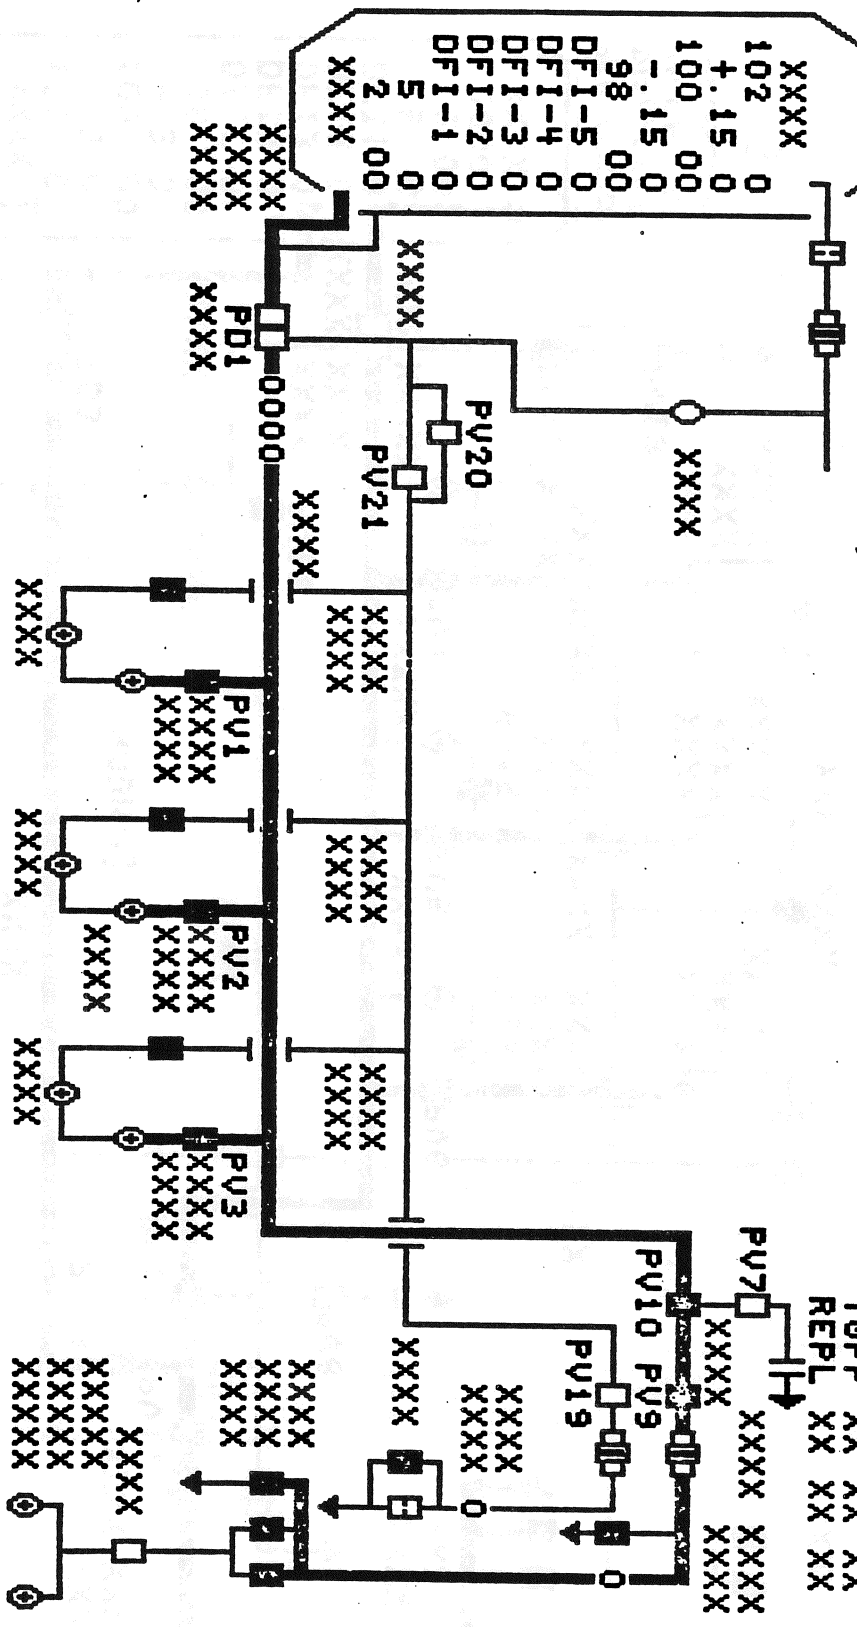 REPL XX XX XX
XXXX
102 0 PV7 XXXX XXXX
+.15 0 XXXX XXXX
100 00 XXXX
-.15 0 PV10 PV9
98 00
DFI-5 0 PV19
DFI-4 0
DFI-3 0 XXXX
DFI-2 0 PV20 XXXX
DFI-1 0
5 0 XXXX XXXX
2 00 PV21 XXXX XXXX XXXX
XXXX XXXX XXXX XXXX
XXXX XXXX
XXXX 0000 XXXX
XXXX PD1 PV1 PV2 PV3 XXXX
XXXX XXXX XXXX XXXX XXXX
XXXX XXXX XXXX
XXXX
XXXX XXXXX
XXXXX
XXXX XXXX XXXX XXXXX